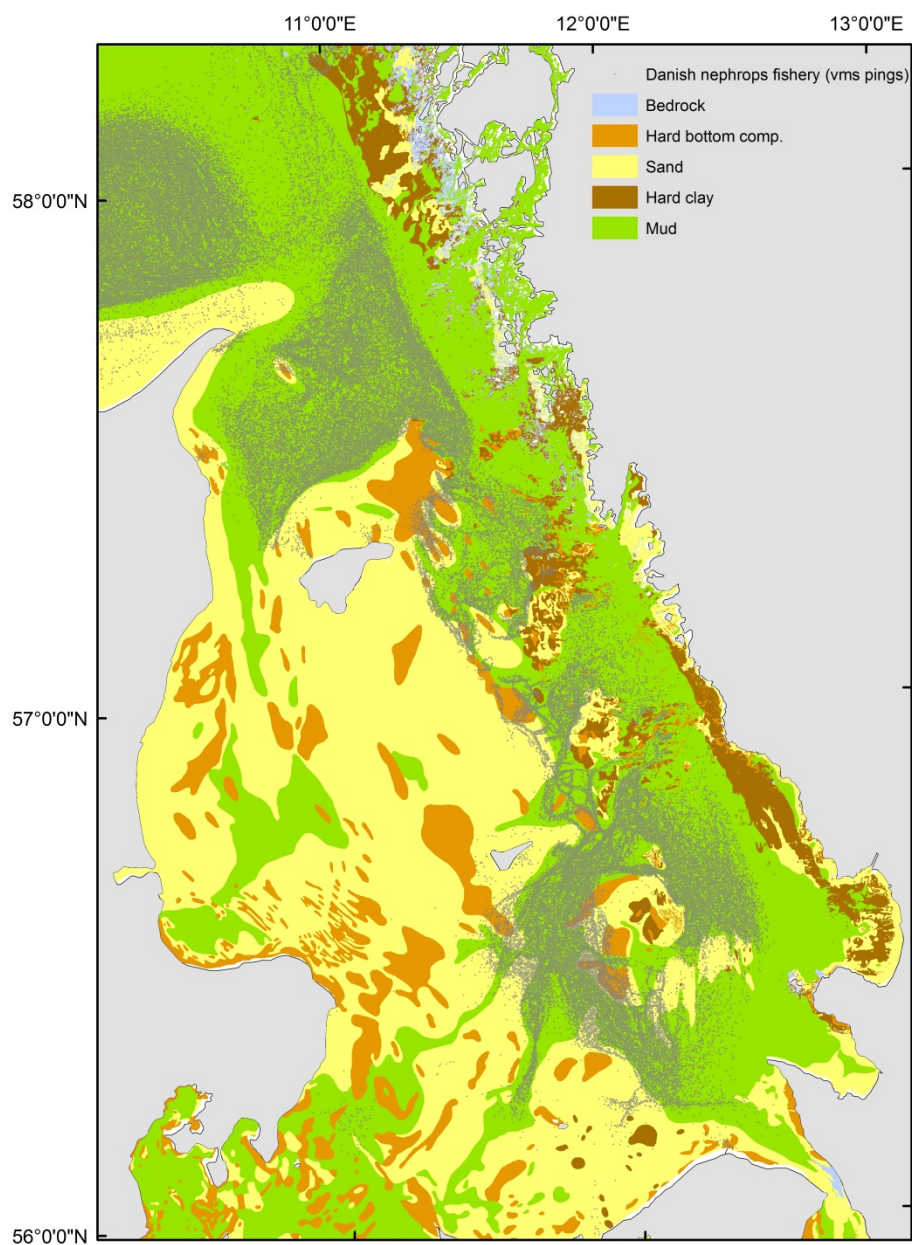 11°0'0"E 12°0'0"E 13°0'0"E
Danish nephrops fishery (vms pings)
Bedrock
Hard bottom comp.
Sand
Hard clay
Mud
58°0'0"N
57°0'0"N
56°0'0"N